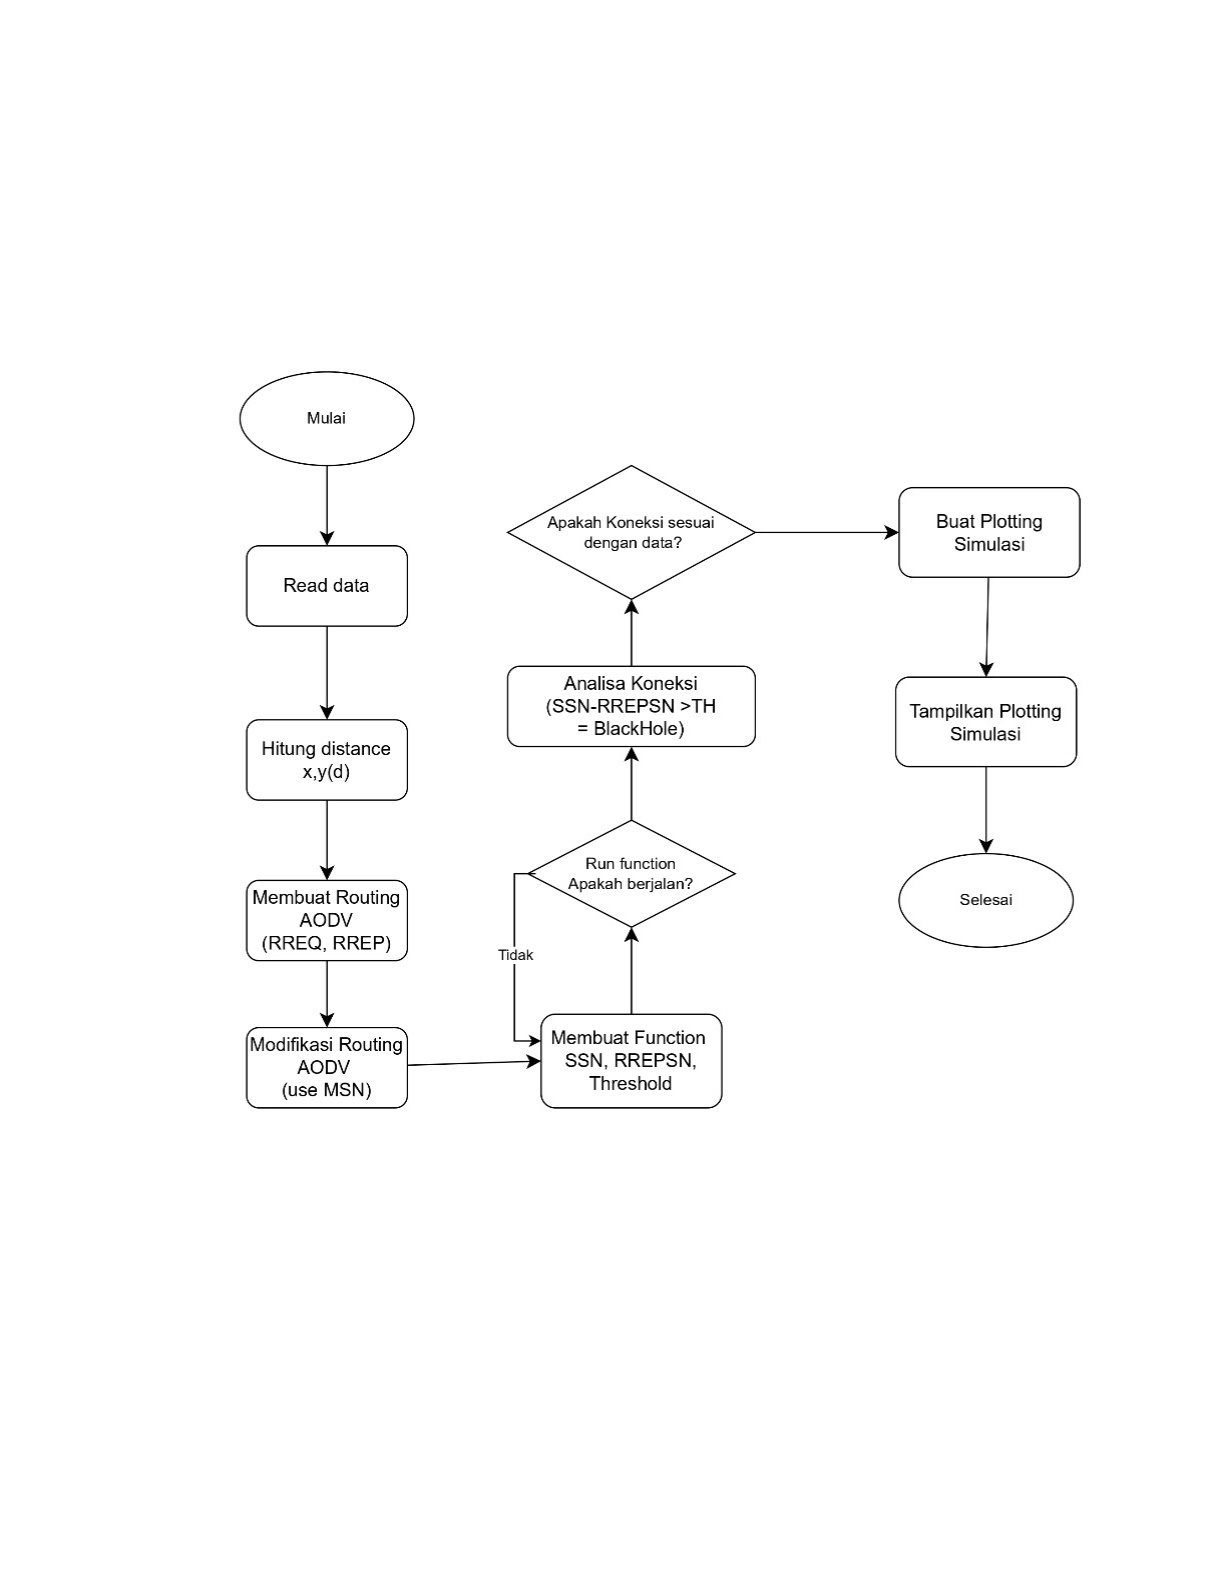 Mulai
Read data
Hitung distance
x,y(d)
Membuat Routing
AODV
(RREQ, RREP)
Modifikasi Routing
AODV
(use MSN)
Membuat Function
SSN, RREPSN,
Threshold
Tidak
Run function
Apakah berjalan?
Analisa Koneksi
(SSN-RREPSN >TH
= BlackHole)
Apakah Koneksi sesuai
dengan data?
Buat Plotting
Simulasi
Tampilkan Plotting
Simulasi
Selesai